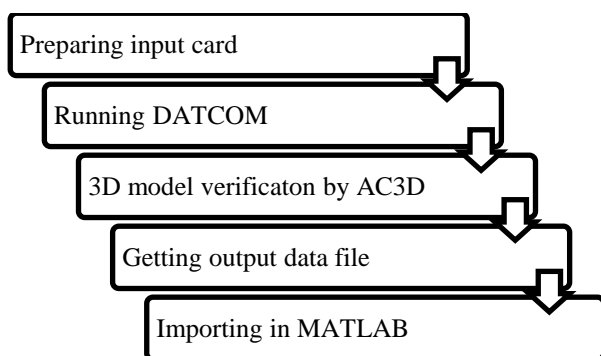 Preparing input card
Running DATCOM
3D model verificaton by AC3D
Getting output data file
Importing in MATLAB